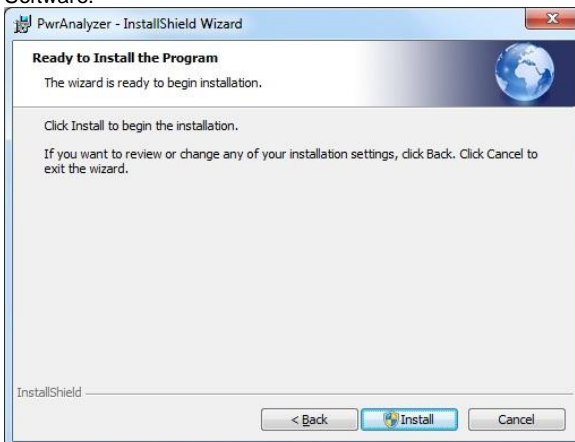 Software.
PwrAnalyzer - InstallShield Wizard
Ready to Install the Program
The wizard is ready to begin installation.
Click Install to begin the installation.
If you want to review or change any of your installation settings, click Back. Click Cancel to
exit the wizard.
InstallShield
< Back Install Cancel